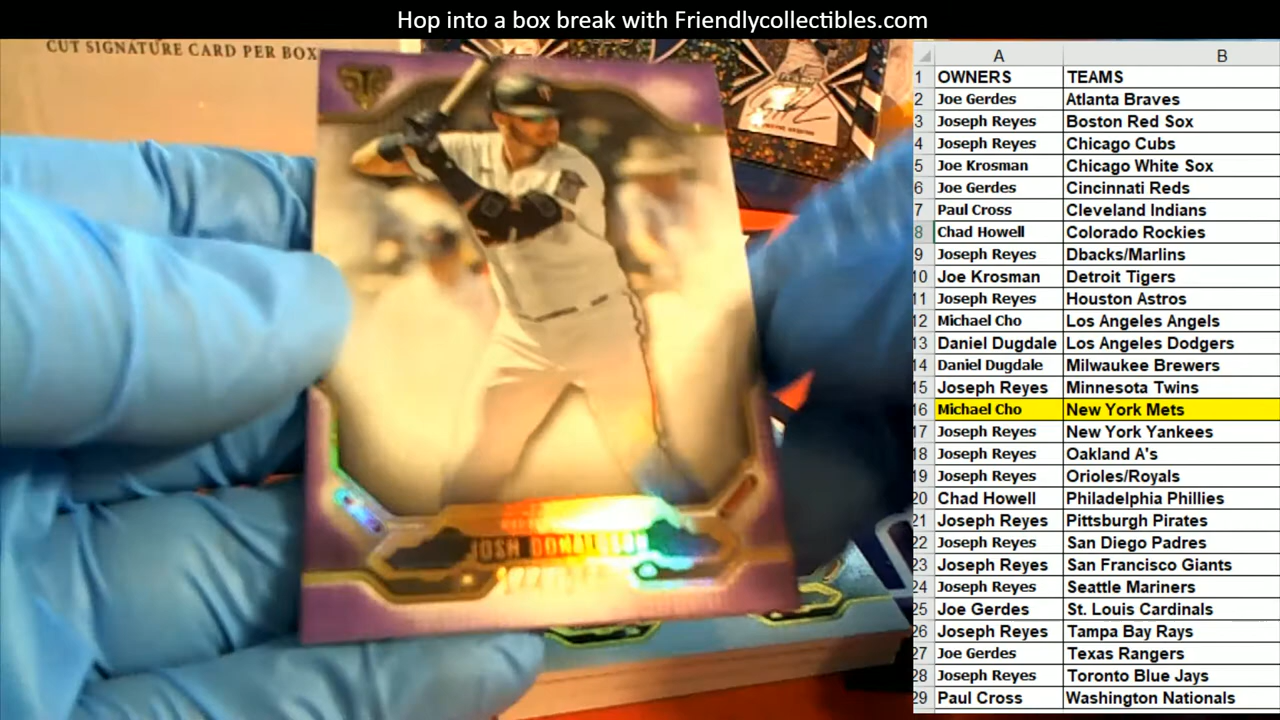 Hop into a box break with Friendlycollectibles.com
CUT SIGNATURE CARD PER BOX
JOSH DONALDSON
A B
1 OWNERS TEAMS
2 Joe Gerdes Atlanta Braves
3 Joseph Reyes Boston Red Sox
4 Joseph Reyes Chicago Cubs
5 Joe Krosman Chicago White Sox
6 Joe Gerdes Cincinnati Reds
7 Paul Cross Cleveland Indians
8 Chad Howell Colorado Rockies
9 Joseph Reyes Dbacks/Marlins
10 Joe Krosman Detroit Tigers
11 Joseph Reyes Houston Astros
12 Michael Cho Los Angeles Angels
13 Daniel Dugdale Los Angeles Dodgers
14 Daniel Dugdale Milwaukee Brewers
15 Joseph Reyes Minnesota Twins
16 Michael Cho New York Mets
17 Joseph Reyes New York Yankees
18 Joseph Reyes Oakland A's
19 Joseph Reyes Orioles/Royals
20 Chad Howell Philadelphia Phillies
21 Joseph Reyes Pittsburgh Pirates
22 Joseph Reyes San Diego Padres
23 Joseph Reyes San Francisco Giants
24 Joseph Reyes Seattle Mariners
25 Joe Gerdes St. Louis Cardinals
26 Joseph Reyes Tampa Bay Rays
27 Joe Gerdes Texas Rangers
28 Joseph Reyes Toronto Blue Jays
29 Paul Cross Washington Nationals